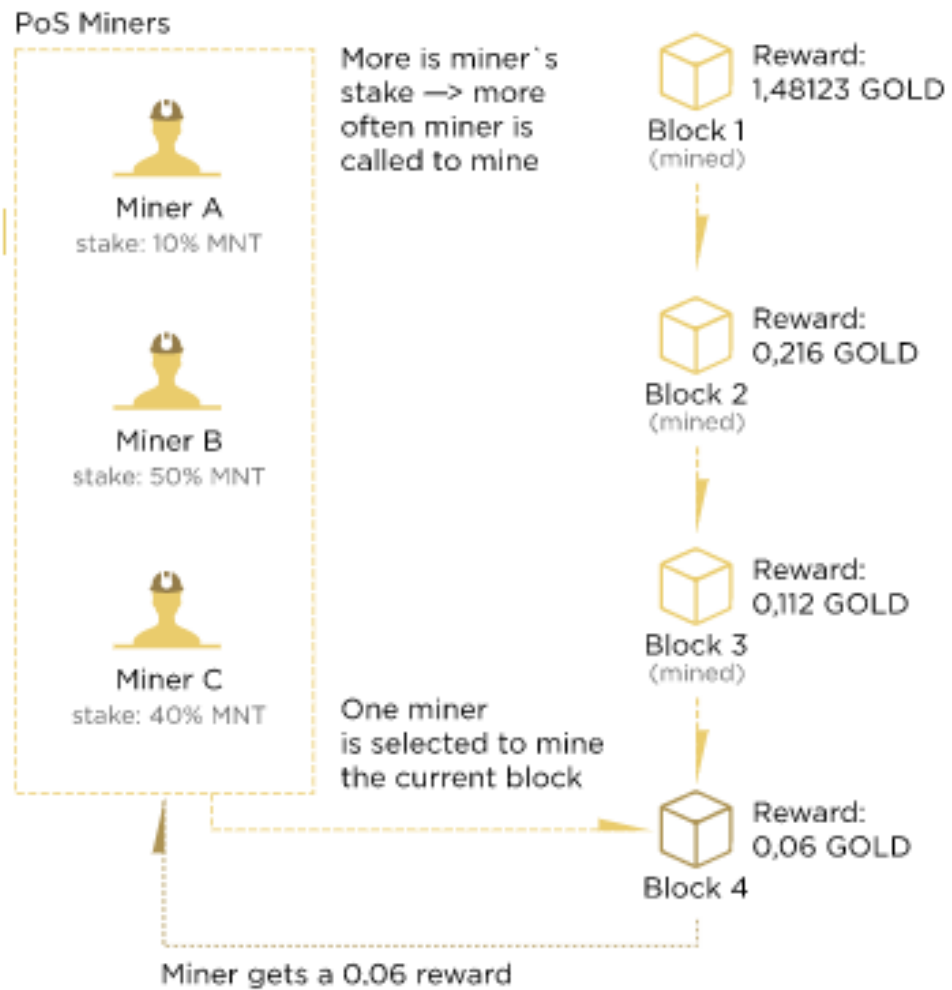 PoS Miners
More is miner`s
stake —> more
often miner is
called to mine
Miner A
stake: 10% MNT
Miner B
stake: 50% MNT
Miner C
stake: 40% MNT
One miner
is selected to mine
the current block
Miner gets a 0.06 reward
Reward:
1,48123 GOLD
Block 1
(mined)
Reward:
0,216 GOLD
Block 2
(mined)
Reward:
0,112 GOLD
Block 3
(mined)
Reward:
0,06 GOLD
Block 4